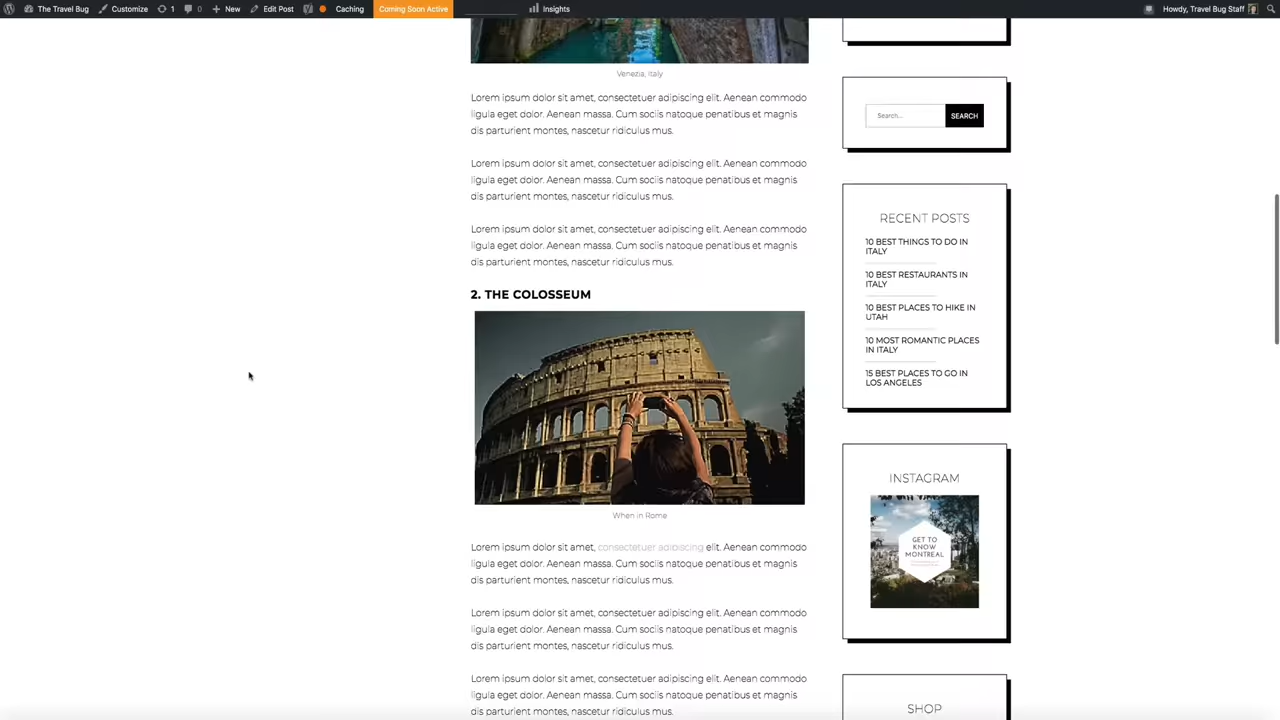 The Travel Bug Customize 1 0 New Edit Post Caching Coming Soon Active Insights Howdy, Travel Bug Staff
Venezia, Italy
Lorem ipsum dolor sit amet, consectetuer adipiscing elit. Aenean commodo
ligula eget dolor. Aenean massa. Cum sociis natoque penatibus et magnis
dis parturient montes, nascetur ridiculus mus.
Lorem ipsum dolor sit amet, consectetuer adipiscing elit. Aenean commodo
ligula eget dolor. Aenean massa. Cum sociis natoque penatibus et magnis
dis parturient montes, nascetur ridiculus mus.
Lorem ipsum dolor sit amet, consectetuer adipiscing elit. Aenean commodo
ligula eget dolor. Aenean massa. Cum sociis natoque penatibus et magnis
dis parturient montes, nascetur ridiculus mus.
2. THE COLOSSEUM
When in Rome
Lorem ipsum dolor sit amet, consectetuer adipiscing elit. Aenean commodo
ligula eget dolor. Aenean massa. Cum sociis natoque penatibus et magnis
dis parturient montes, nascetur ridiculus mus.
Lorem ipsum dolor sit amet, consectetuer adipiscing elit. Aenean commodo
ligula eget dolor. Aenean massa. Cum sociis natoque penatibus et magnis
dis parturient montes, nascetur ridiculus mus.
Lorem ipsum dolor sit amet, consectetuer adipiscing elit. Aenean commodo
ligula eget dolor. Aenean massa. Cum sociis natoque penatibus et magnis
dis parturient montes, nascetur ridiculus mus.
Search...
SEARCH
RECENT POSTS
10 BEST THINGS TO DO IN
ITALY
10 BEST RESTAURANTS IN
ITALY
10 BEST PLACES TO HIKE IN
UTAH
10 MOST ROMANTIC PLACES
IN ITALY
15 BEST PLACES TO GO IN
LOS ANGELES
INSTAGRAM
GET TO
KNOW
MONTREAL
SHOP